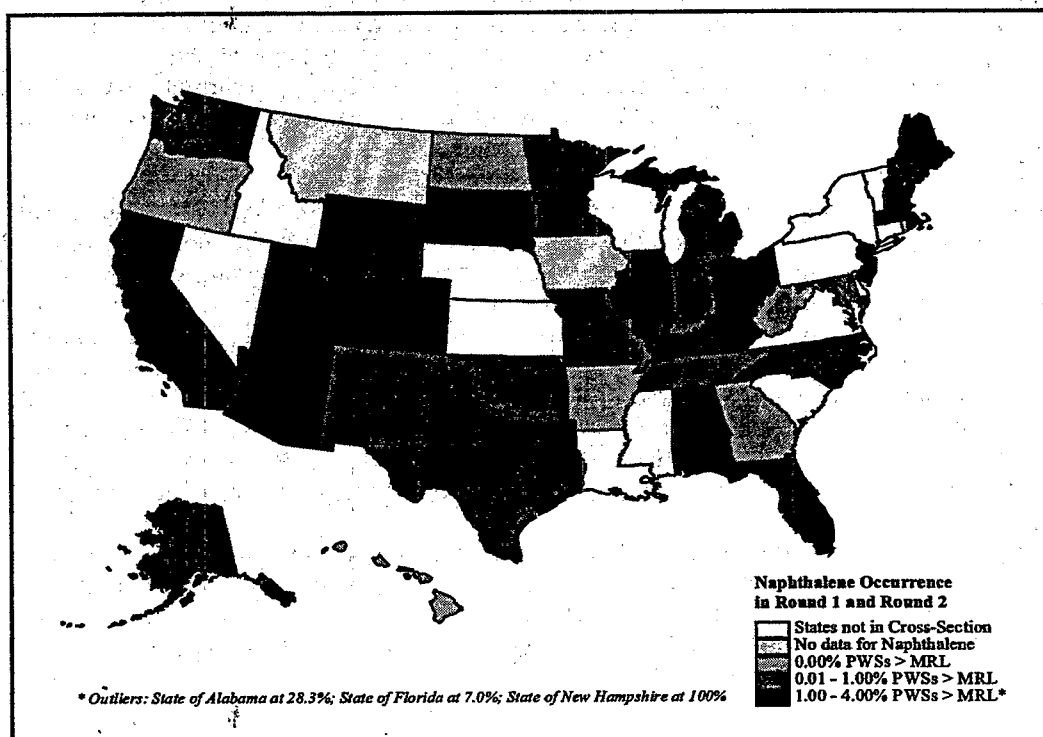 Naphthalene Occurrence
in Round 1 and Round 2
States not in Cross-Section
No data for Naphthalene
0.00% PWSs > MRL
0.01 - 1.00% PWSs > MRL
1.00 - 4.00% PWSs > MRL*
* Outliers: State of Alabama at 28.3%; State of Florida at 7.0%; State of New Hampshire at 100%